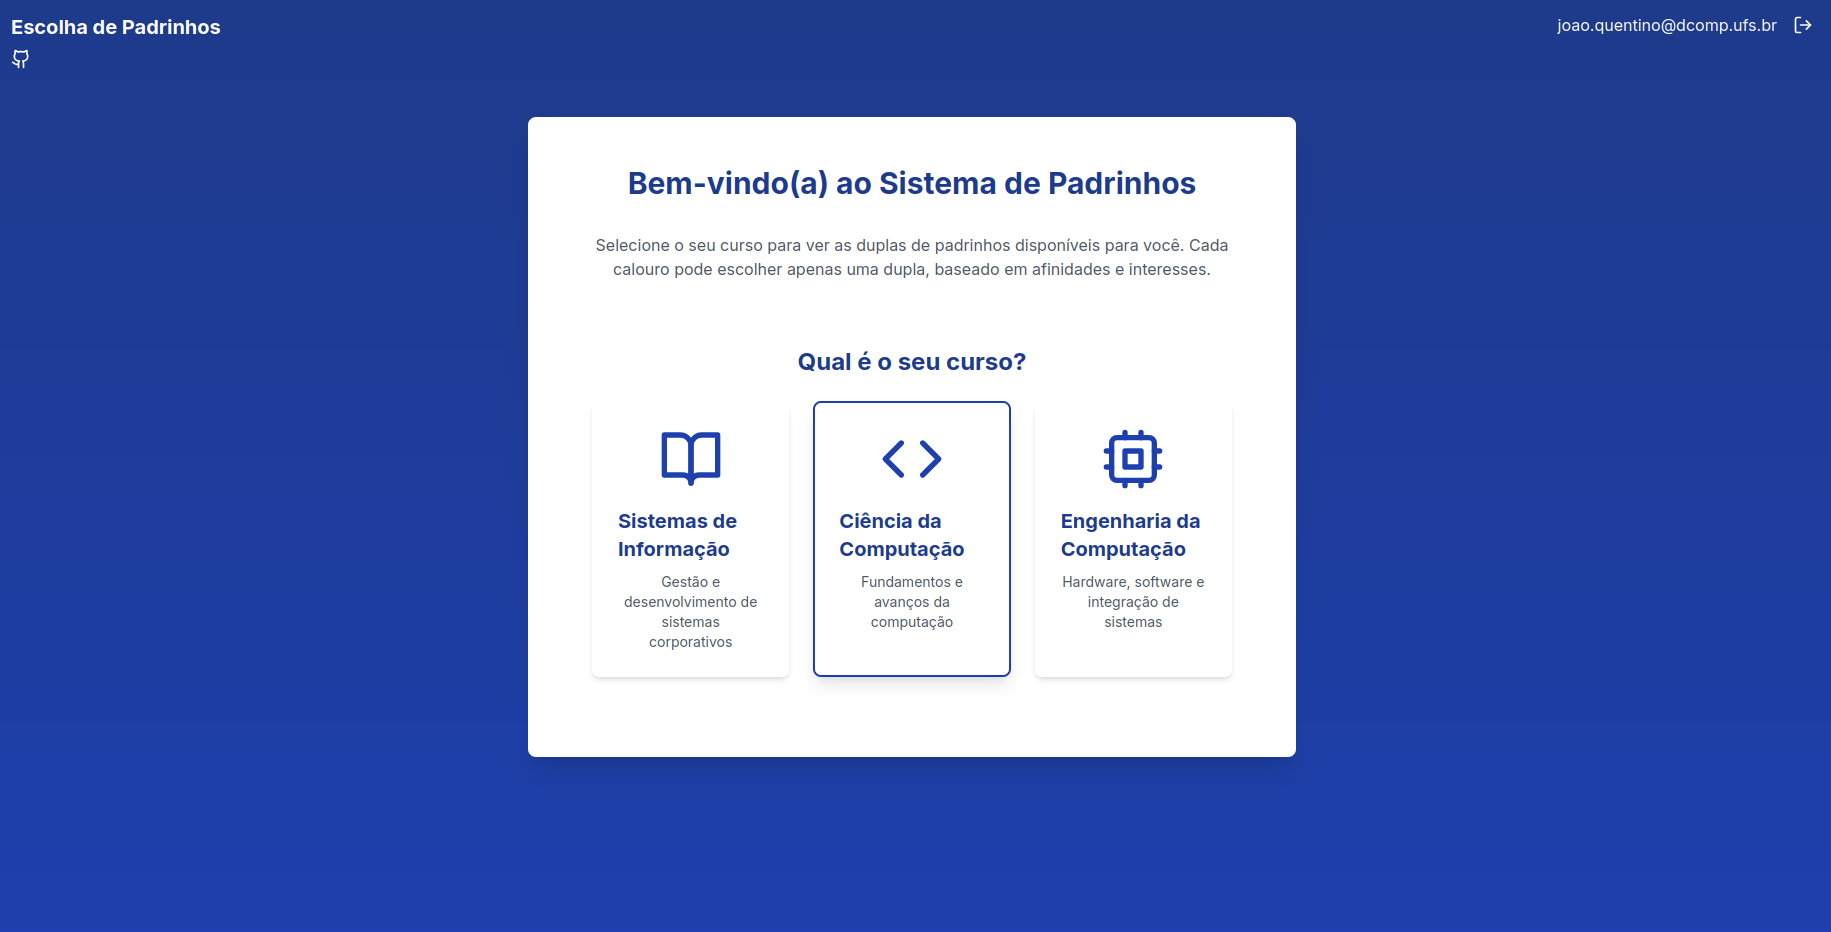 Escolha de Padrinhos
joao.quentino@dcomp.ufs.br
Bem-vindo(a) ao Sistema de Padrinhos
Selecione o seu curso para ver as duplas de padrinhos disponíveis para você. Cada
calouro pode escolher apenas uma dupla, baseado em afinidades e interesses.
Qual é o seu curso?
Sistemas de
Informação
Gestão e
desenvolvimento de
sistemas
corporativos
Ciência da
Computação
Fundamentos e
avanços da
computação
Engenharia da
Computação
Hardware, software e
integração de
sistemas